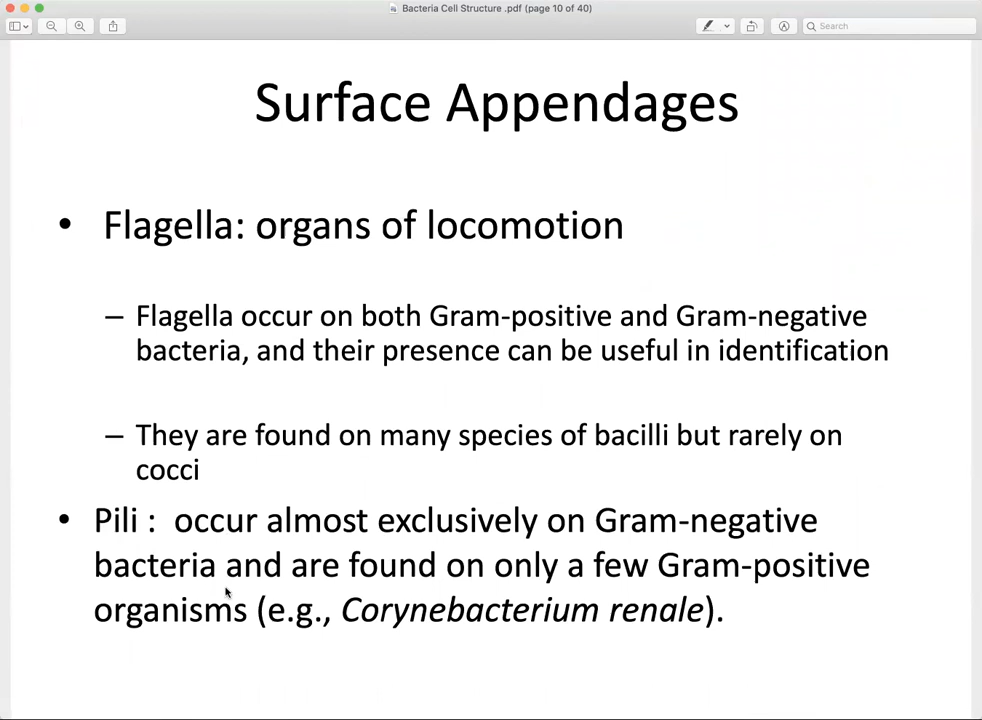 Bacteria Cell Structure .pdf (page 10 of 40)
Search
Surface Appendages
• Flagella: organs of locomotion
– Flagella occur on both Gram-positive and Gram-negative
bacteria, and their presence can be useful in identification
– They are found on many species of bacilli but rarely on
cocci
• Pili : occur almost exclusively on Gram-negative
bacteria and are found on only a few Gram-positive
organisms (e.g., Corynebacterium renale).